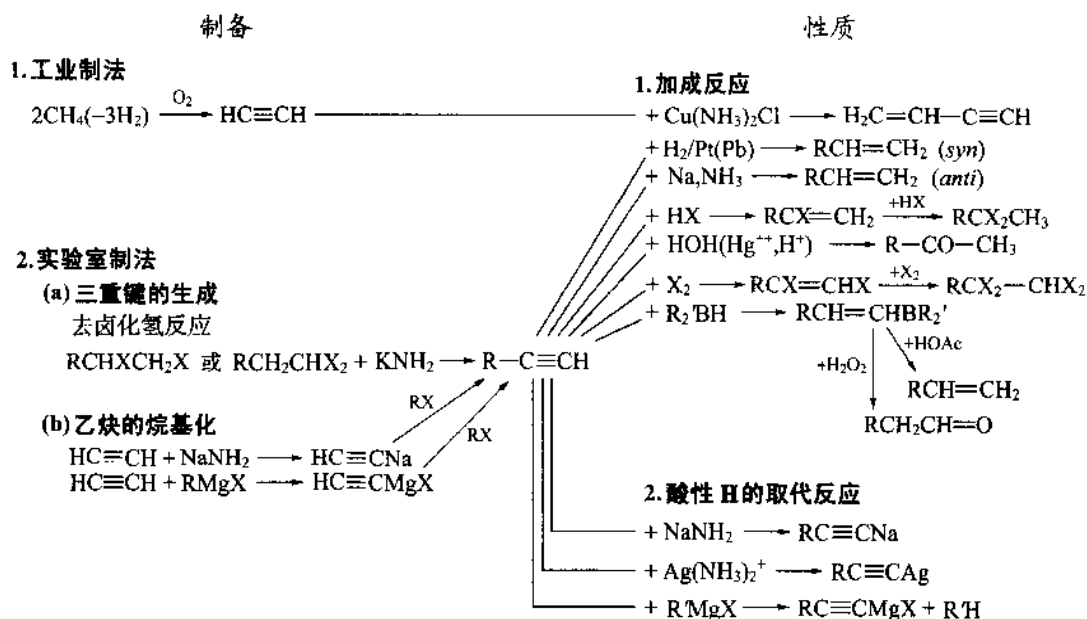 制备
1.工业制法
2CH₄(−3H₂) —O₂→ HC≡CH
2.实验室制法
(a) 三重键的生成
去卤化氢反应
RCHXCH₂X 或 RCH₂CHX₂ + KNH₂ → R—C≡CH
(b) 乙炔的烷基化
RX
RX
HC≡CH + NaNH₂ → HC≡CNa
HC≡CH + RMgX → HC≡CMgX
性质
1.加成反应
+ Cu(NH₃)₂Cl → H₂C=CH—C≡CH
+ H₂/Pt(Pb) → RCH=CH₂ (syn)
+ Na,NH₃ → RCH=CH₂ (anti)
+ HX → RCX=CH₂ —+HX→ RCX₂CH₃
+ HOH(Hg⁺⁺,H⁺) → R—CO—CH₃
+ X₂ → RCX=CHX —+X₂→ RCX₂—CHX₂
+ R₂'BH → RCH=CHBR₂'
+HOAc
+H₂O₂
RCH=CH₂
RCH₂CH=O
2.酸性 H的取代反应
+ NaNH₂ → RC≡CNa
+ Ag(NH₃)₂⁺ → RC≡CAg
+ R'MgX → RC≡CMgX + R'H